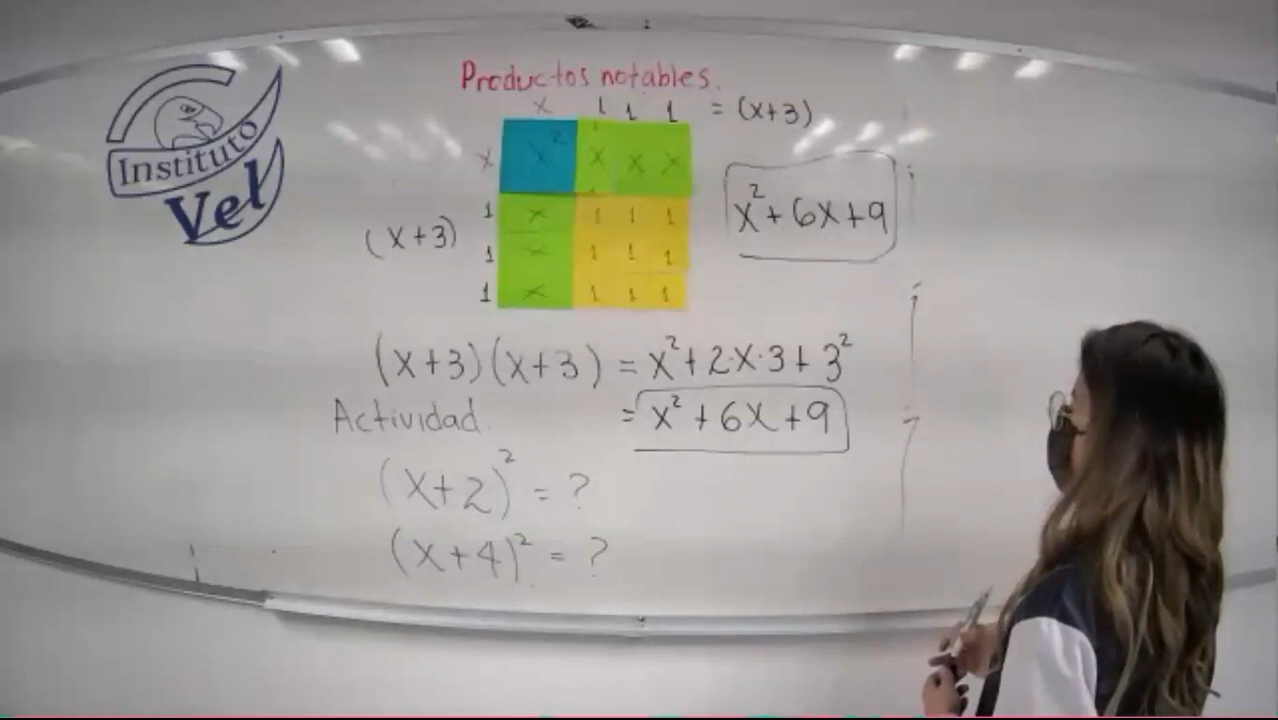 Instituto
Vel
Productos notables.
x 1 1 1 = (x+3)
x x² x x x
1 x 1 1 1
(x+3)
1 x 1 1 1
1 x 1 1 1
x²+6x+9
(x+3)(x+3) = x²+2·x·3+3²
Actividad.
= x²+6x+9
(x+2)² = ?
(x+4)² = ?